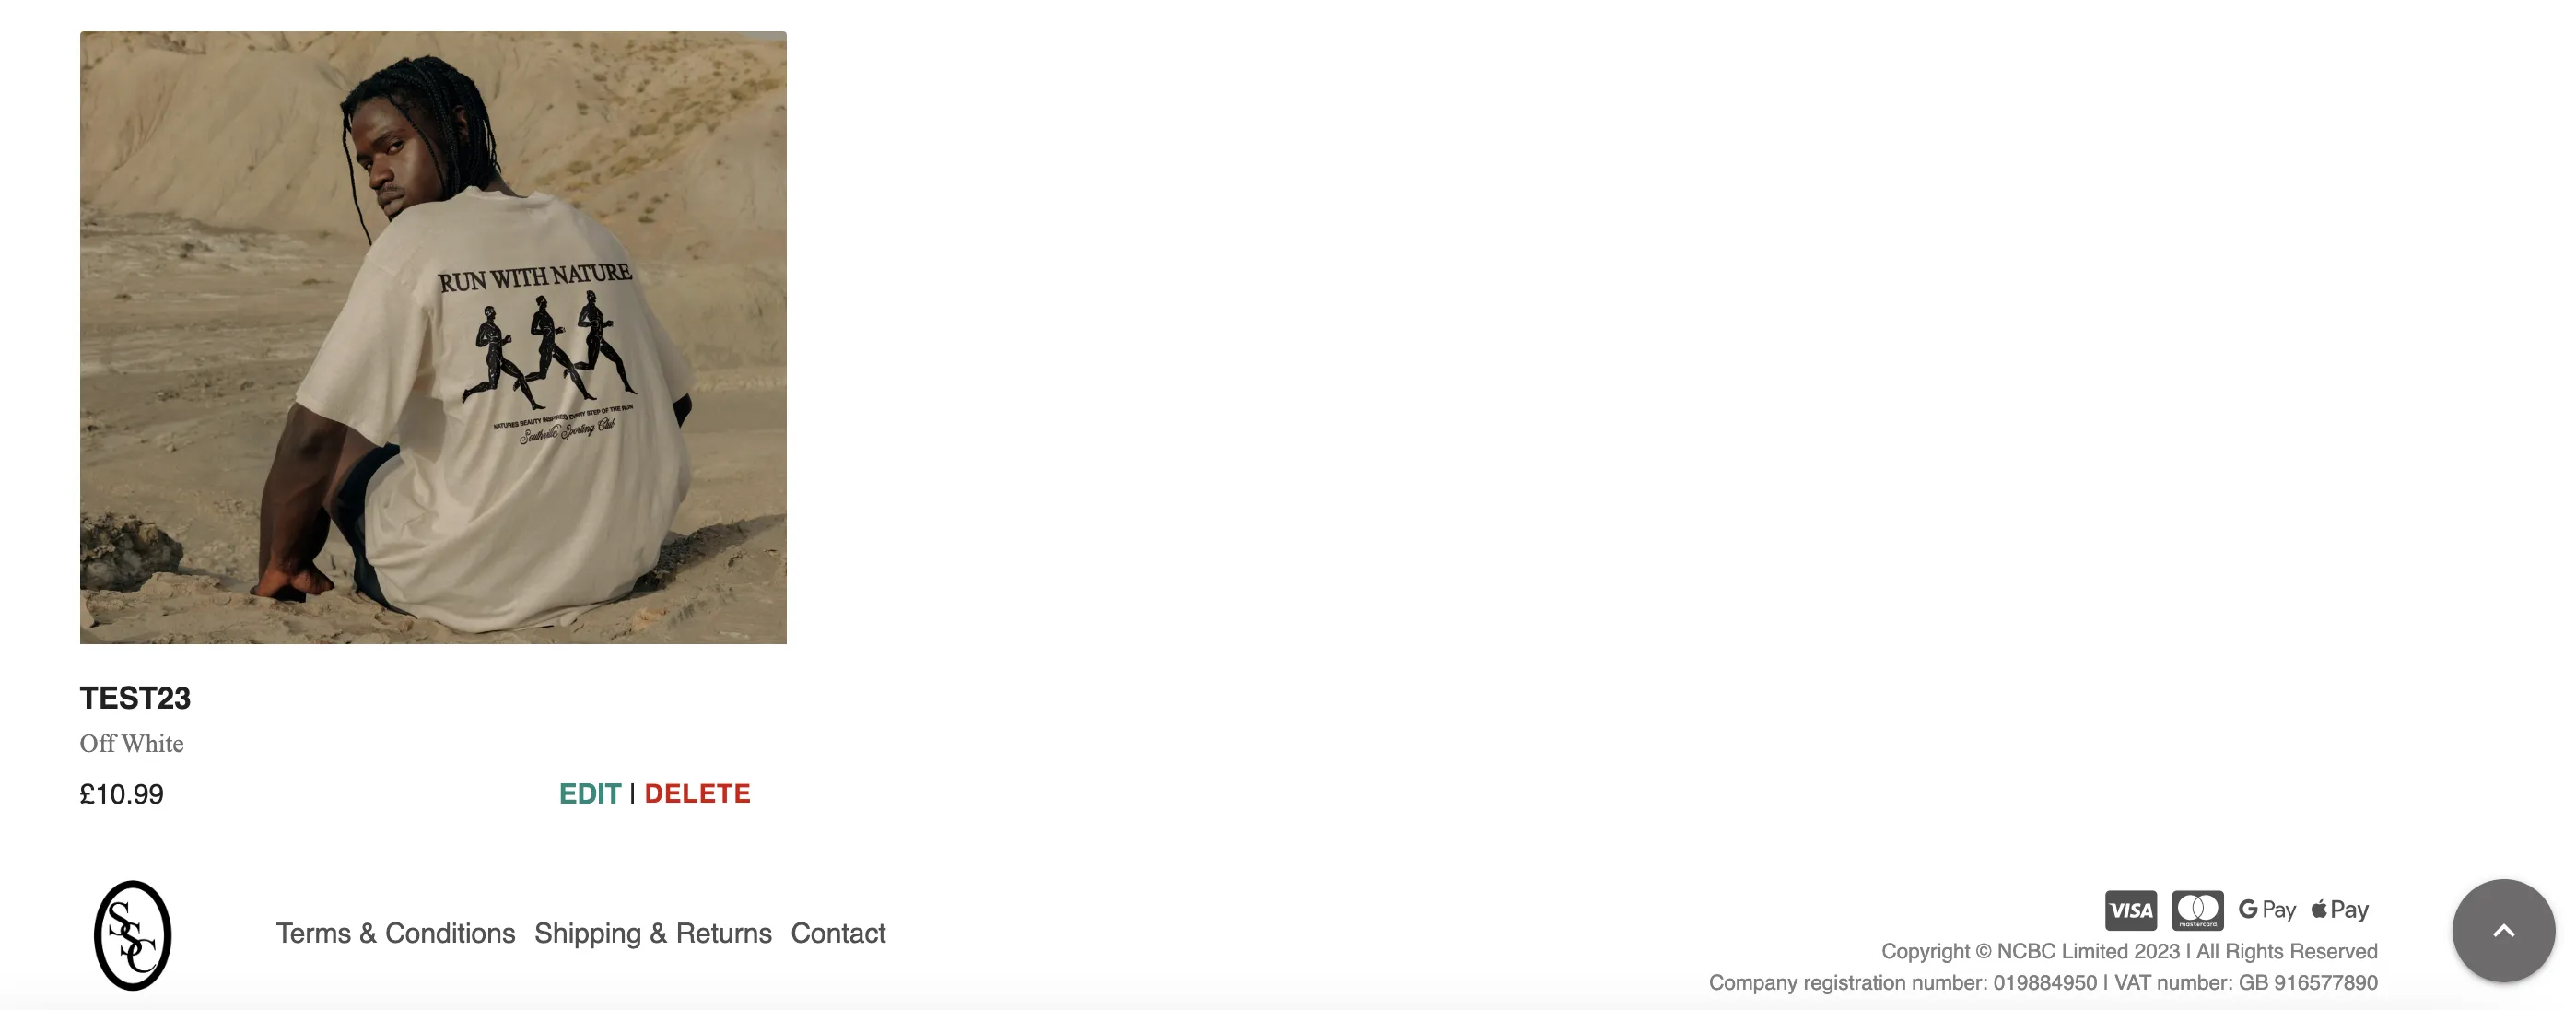 RUN WITH NATURE
NATURES BEAUTY INSPIRES EVERY STEP OF THE RUN
Southville Sporting Club
TEST23
Off White
£10.99
EDIT | DELETE
SSC
Terms & Conditions Shipping & Returns Contact
VISA mastercard G Pay Pay
Copyright © NCBC Limited 2023 | All Rights Reserved
Company registration number: 019884950 | VAT number: GB 916577890